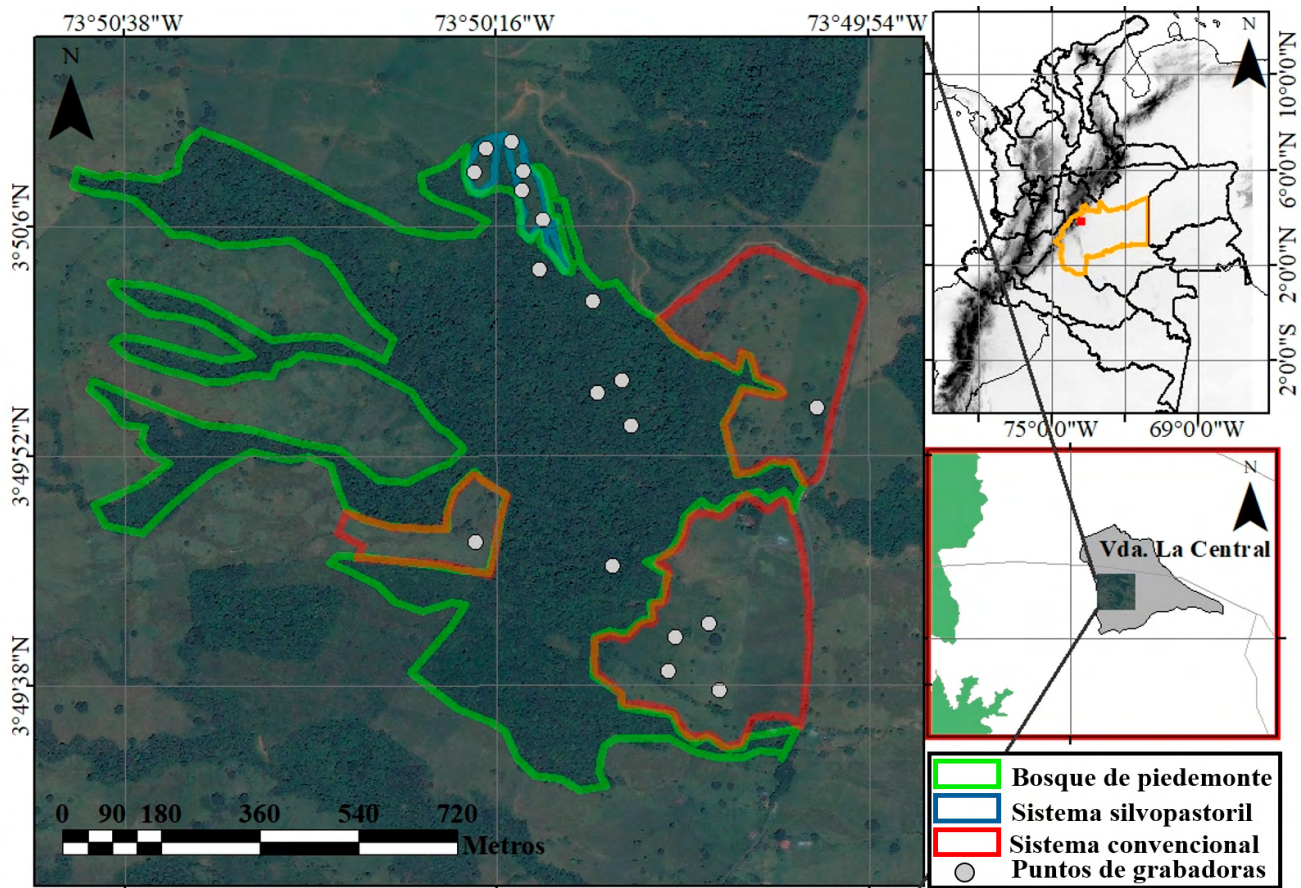 73°50'38"W
73°50'16"W
73°49'54"W
N
3°50'6"N
3°49'52"N
3°49'38"N
0 90 180 360 540 720
Metros
N
10°0'0"N
6°0'0"N
2°0'0"N
2°0'0"S
75°0'0"W
69°0'0"W
N
Vda. La Central
Bosque de piedemonte
Sistema silvopastoril
Sistema convencional
Puntos de grabadoras